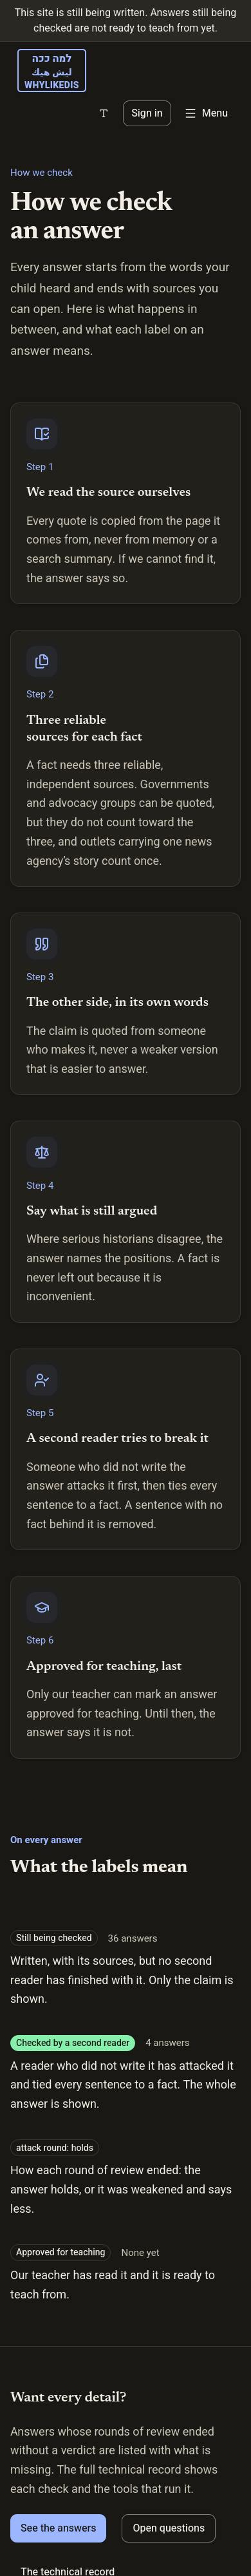 This site is still being written. Answers still being
checked are not ready to teach from yet.
למה ככה
ليش هيك
WHYLIKEDIS
T
Sign in
Menu
How we check
How we check
an answer
Every answer starts from the words your
child heard and ends with sources you
can open. Here is what happens in
between, and what each label on an
answer means.
Step 1
We read the source ourselves
Every quote is copied from the page it
comes from, never from memory or a
search summary. If we cannot find it,
the answer says so.
Step 2
Three reliable
sources for each fact
A fact needs three reliable,
independent sources. Governments
and advocacy groups can be quoted,
but they do not count toward the
three, and outlets carrying one news
agency's story count once.
Step 3
The other side, in its own words
The claim is quoted from someone
who makes it, never a weaker version
that is easier to answer.
Step 4
Say what is still argued
Where serious historians disagree, the
answer names the positions. A fact is
never left out because it is
inconvenient.
Step 5
A second reader tries to break it
Someone who did not write the
answer attacks it first, then ties every
sentence to a fact. A sentence with no
fact behind it is removed.
Step 6
Approved for teaching, last
Only our teacher can mark an answer
approved for teaching. Until then, the
answer says it is not.
On every answer
What the labels mean
Still being checked 36 answers
Written, with its sources, but no second
reader has finished with it. Only the claim is
shown.
Checked by a second reader 4 answers
A reader who did not write it has attacked it
and tied every sentence to a fact. The whole
answer is shown.
attack round: holds
How each round of review ended: the
answer holds, or it was weakened and says
less.
Approved for teaching None yet
Our teacher has read it and it is ready to
teach from.
Want every detail?
Answers whose rounds of review ended
without a verdict are listed with what is
missing. The full technical record shows
each check and the tools that run it.
See the answers
Open questions
The technical record